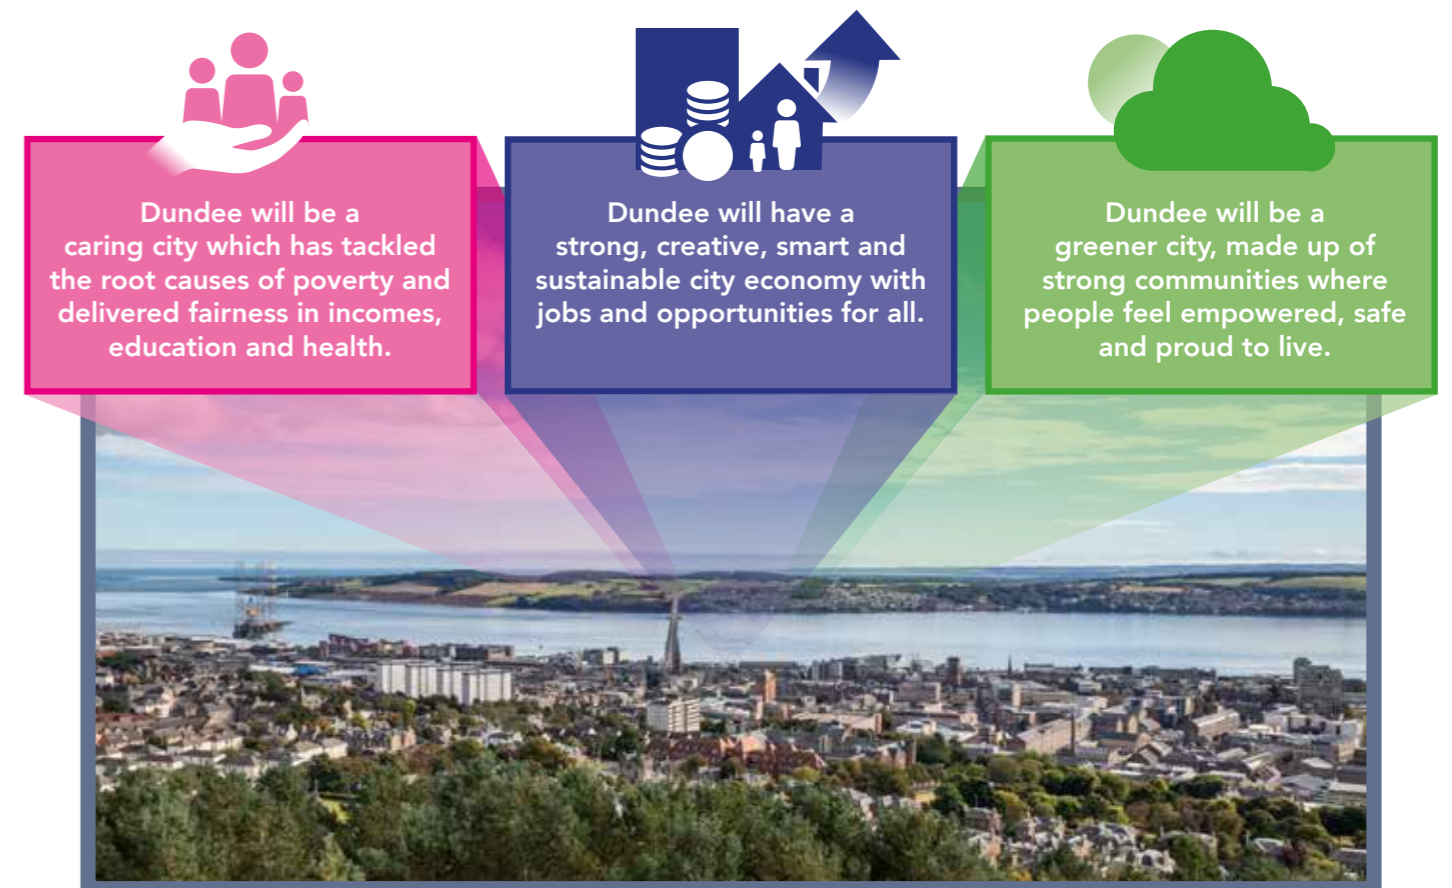 Dundee will be a
caring city which has tackled
the root causes of poverty and
delivered fairness in incomes,
education and health.
Dundee will have a
strong, creative, smart and
sustainable city economy with
jobs and opportunities for all.
Dundee will be a
greener city, made up of
strong communities where
people feel empowered, safe
and proud to live.